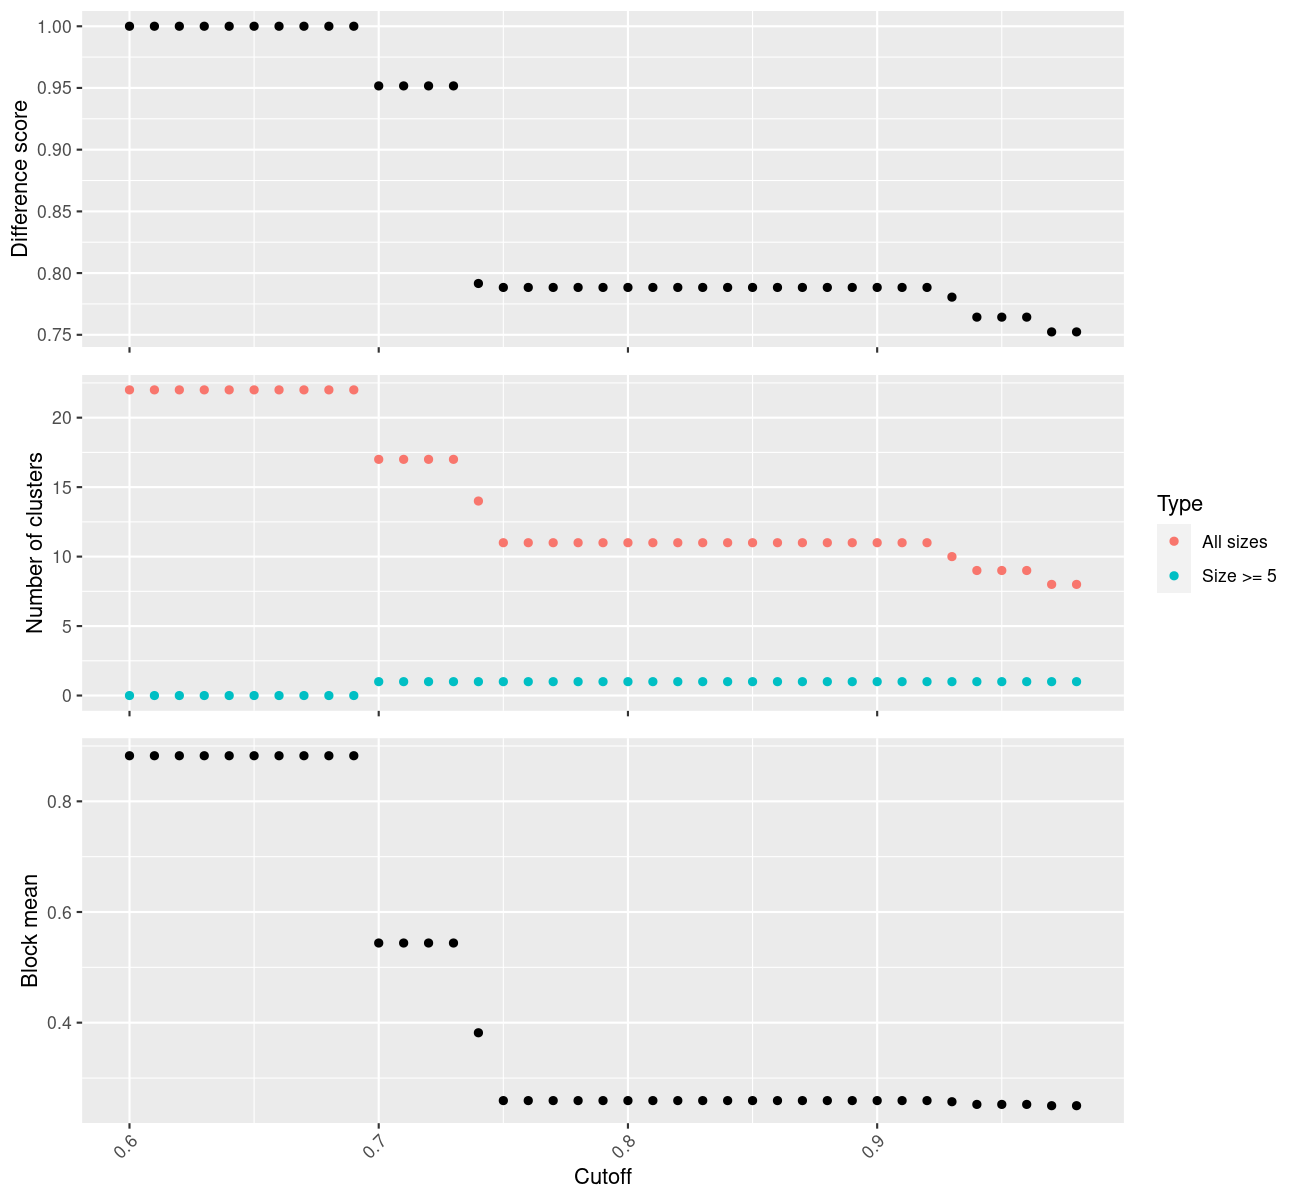 Difference score
1.00
0.95
0.90
0.85
0.80
0.75
Number of clusters
20
15
10
5
0
Type
All sizes
Size >= 5
Block mean
0.8
0.6
0.4
0.6 0.7 0.8 0.9
Cutoff